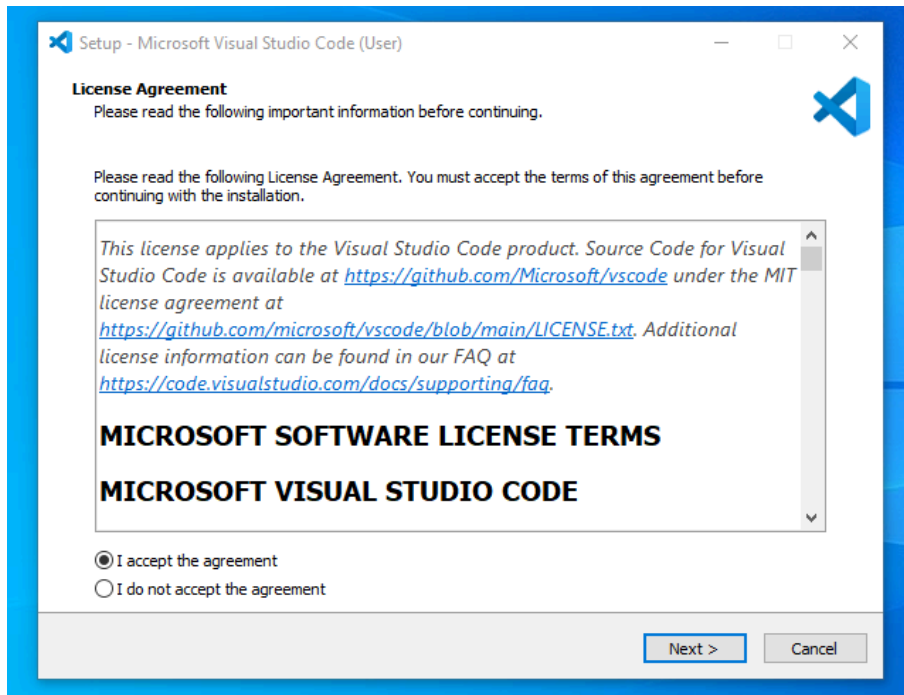 Setup - Microsoft Visual Studio Code (User)
License Agreement
Please read the following important information before continuing.
Please read the following License Agreement. You must accept the terms of this agreement before
continuing with the installation.
This license applies to the Visual Studio Code product. Source Code for Visual
Studio Code is available at https://github.com/Microsoft/vscode under the MIT
license agreement at
https://github.com/microsoft/vscode/blob/main/LICENSE.txt. Additional
license information can be found in our FAQ at
https://code.visualstudio.com/docs/supporting/faq.
MICROSOFT SOFTWARE LICENSE TERMS
MICROSOFT VISUAL STUDIO CODE
I accept the agreement
I do not accept the agreement
Next > Cancel